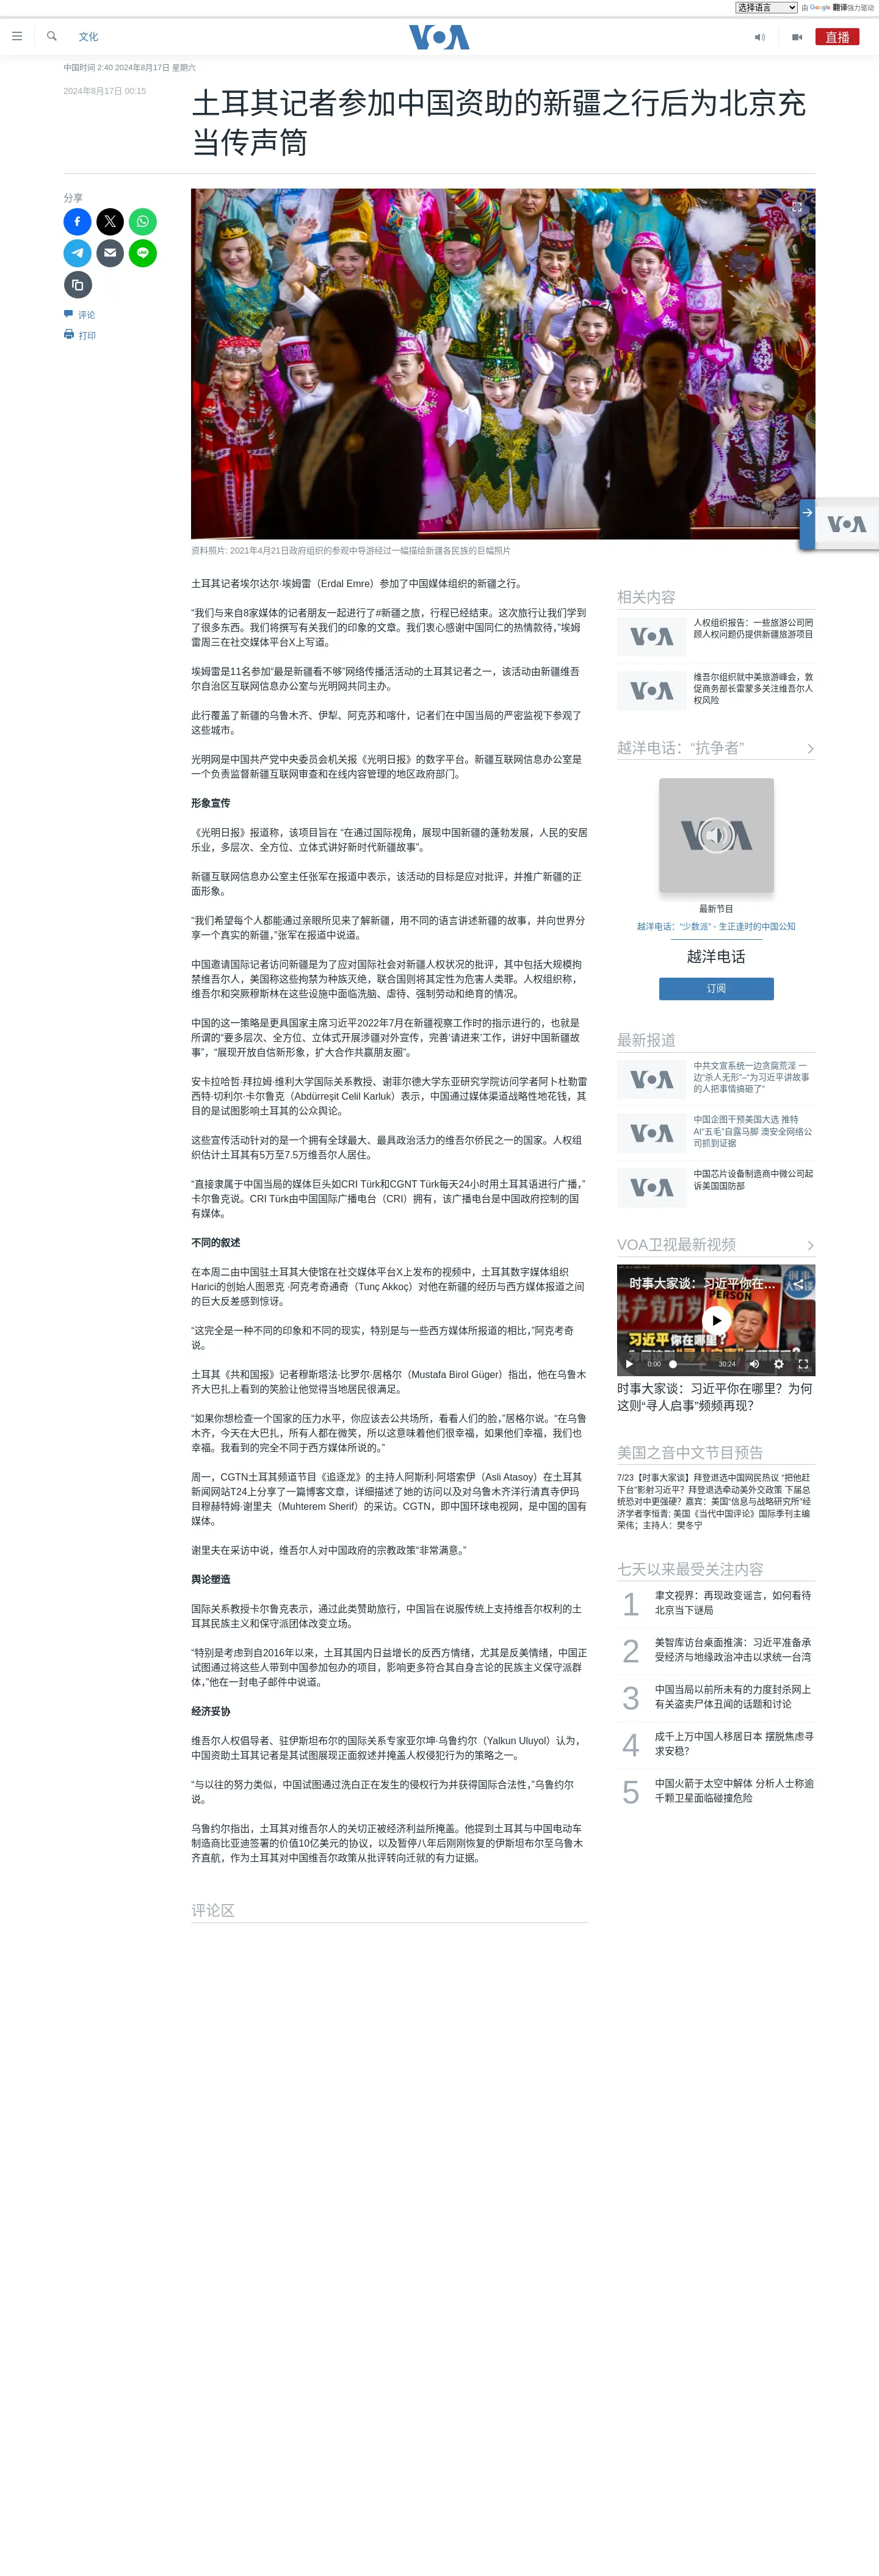 选择语言 由 Google 翻译强力驱动
文化
VOA
直播
中国时间 2:40 2024年8月17日 星期六
2024年8月17日 00:15
土耳其记者参加中国资助的新疆之行后为北京充
当传声筒
分享
评论
打印
资料照片: 2021年4月21日政府组织的参观中导游经过一幅描绘新疆各民族的巨幅照片
土耳其记者埃尔达尔·埃姆雷（Erdal Emre）参加了中国媒体组织的新疆之行。
“我们与来自8家媒体的记者朋友一起进行了#新疆之旅，行程已经结束。这次旅行让我们学到
了很多东西。我们将撰写有关我们的印象的文章。我们衷心感谢中国同仁的热情款待，”埃姆
雷周三在社交媒体平台X上写道。
埃姆雷是11名参加“最是新疆看不够”网络传播活活动的土耳其记者之一，该活动由新疆维吾
尔自治区互联网信息办公室与光明网共同主办。
此行覆盖了新疆的乌鲁木齐、伊犁、阿克苏和喀什，记者们在中国当局的严密监视下参观了
这些城市。
光明网是中国共产党中央委员会机关报《光明日报》的数字平台。新疆互联网信息办公室是
一个负责监督新疆互联网审查和在线内容管理的地区政府部门。
形象宣传
《光明日报》报道称，该项目旨在 “在通过国际视角，展现中国新疆的蓬勃发展，人民的安居
乐业，多层次、全方位、立体式讲好新时代新疆故事”。
新疆互联网信息办公室主任张军在报道中表示，该活动的目标是应对批评，并推广新疆的正
面形象。
“我们希望每个人都能通过亲眼所见来了解新疆，用不同的语言讲述新疆的故事，并向世界分
享一个真实的新疆，”张军在报道中说道。
中国邀请国际记者访问新疆是为了应对国际社会对新疆人权状况的批评，其中包括大规模拘
禁维吾尔人，美国称这些拘禁为种族灭绝，联合国则将其定性为危害人类罪。人权组织称，
维吾尔和突厥穆斯林在这些设施中面临洗脑、虐待、强制劳动和绝育的情况。
中国的这一策略是更具国家主席习近平2022年7月在新疆视察工作时的指示进行的，也就是
所谓的“要多层次、全方位、立体式开展涉疆对外宣传，完善‘请进来’工作，讲好中国新疆故
事”，“展现开放自信新形象，扩大合作共赢朋友圈”。
安卡拉哈哲·拜拉姆·维利大学国际关系教授、谢菲尔德大学东亚研究学院访问学者阿卜杜勒雷
西特·切利尔·卡尔鲁克（Abdürreşit Celil Karluk）表示，中国通过媒体渠道战略性地花钱，其
目的是试图影响土耳其的公众舆论。
这些宣传活动针对的是一个拥有全球最大、最具政治活力的维吾尔侨民之一的国家。人权组
织估计土耳其有5万至7.5万维吾尔人居住。
“直接隶属于中国当局的媒体巨头如CRI Türk和CGNT Türk每天24小时用土耳其语进行广播，”
卡尔鲁克说。CRI Türk由中国国际广播电台（CRI）拥有，该广播电台是中国政府控制的国
有媒体。
不同的叙述
在本周二由中国驻土耳其大使馆在社交媒体平台X上发布的视频中，土耳其数字媒体组织
Harici的创始人图恩克 ·阿克考奇通奇（Tunç Akkoç）对他在新疆的经历与西方媒体报道之间
的巨大反差感到惊讶。
“这完全是一种不同的印象和不同的现实，特别是与一些西方媒体所报道的相比，”阿克考奇
说。
土耳其《共和国报》记者穆斯塔法·比罗尔·居格尔（Mustafa Birol Güger）指出，他在乌鲁木
齐大巴扎上看到的笑脸让他觉得当地居民很满足。
“如果你想检查一个国家的压力水平，你应该去公共场所，看看人们的脸，”居格尔说。“在乌鲁
木齐，今天在大巴扎，所有人都在微笑，所以这意味着他们很幸福，如果他们幸福，我们也
幸福。我看到的完全不同于西方媒体所说的。”
周一，CGTN土耳其频道节目《追逐龙》的主持人阿斯利·阿塔索伊（Asli Atasoy）在土耳其
新闻网站T24上分享了一篇博客文章，详细描述了她的访问以及对乌鲁木齐洋行清真寺伊玛
目穆赫特姆·谢里夫（Muhterem Sherif）的采访。CGTN，即中国环球电视网，是中国的国有
媒体。
谢里夫在采访中说，维吾尔人对中国政府的宗教政策“非常满意。”
舆论塑造
国际关系教授卡尔鲁克表示，通过此类赞助旅行，中国旨在说服传统上支持维吾尔权利的土
耳其民族主义和保守派团体改变立场。
“特别是考虑到自2016年以来，土耳其国内日益增长的反西方情绪，尤其是反美情绪，中国正
试图通过将这些人带到中国参加包办的项目，影响更多符合其自身言论的民族主义保守派群
体，”他在一封电子邮件中说道。
经济妥协
维吾尔人权倡导者、驻伊斯坦布尔的国际关系专家亚尔坤·乌鲁约尔（Yalkun Uluyol）认为，
中国资助土耳其记者是其试图展现正面叙述并掩盖人权侵犯行为的策略之一。
“与以往的努力类似，中国试图通过洗白正在发生的侵权行为并获得国际合法性，”乌鲁约尔
说。
乌鲁约尔指出，土耳其对维吾尔人的关切正被经济利益所掩盖。他提到土耳其与中国电动车
制造商比亚迪签署的价值10亿美元的协议，以及暂停八年后刚刚恢复的伊斯坦布尔至乌鲁木
齐直航，作为土耳其对中国维吾尔政策从批评转向迁就的有力证据。
评论区
VOA
相关内容
VOA
人权组织报告：一些旅游公司罔
顾人权问题仍提供新疆旅游项目
VOA
维吾尔组织就中美旅游峰会，敦
促商务部长雷蒙多关注维吾尔人
权风险
越洋电话：“抗争者”
VOA
最新节目
越洋电话：“少数派” - 生正逢时的中国公知
越洋电话
订阅
最新报道
VOA
中共文宣系统一边贪腐荒淫 一
边“杀人无形”–“为习近平讲故事
的人把事情搞砸了”
VOA
中国企图干预美国大选 推特
AI“五毛”自露马脚 澳安全网络公
司抓到证据
VOA
中国芯片设备制造商中微公司起
诉美国国防部
VOA卫视最新视频
时事大家谈：习近平你在…
时事
PERSON
共产党万岁
习近平你在哪里？
0:00
30:24
时事大家谈：习近平你在哪里？为何
这则“寻人启事”频频再现？
美国之音中文节目预告
7/23【时事大家谈】拜登退选中国网民热议 “把他赶
下台”影射习近平？拜登退选牵动美外交政策 下届总
统恐对中更强硬？嘉宾：美国“信息与战略研究所”经
济学者李恒青; 美国《当代中国评论》国际季刊主编
荣伟；主持人：樊冬宁
七天以来最受关注内容
1
聿文视界：再现政变谣言，如何看待
北京当下谜局
2
美智库访台桌面推演：习近平准备承
受经济与地缘政治冲击以求统一台湾
3
中国当局以前所未有的力度封杀网上
有关盗卖尸体丑闻的话题和讨论
4
成千上万中国人移居日本 摆脱焦虑寻
求安稳？
5
中国火箭于太空中解体 分析人士称逾
千颗卫星面临碰撞危险